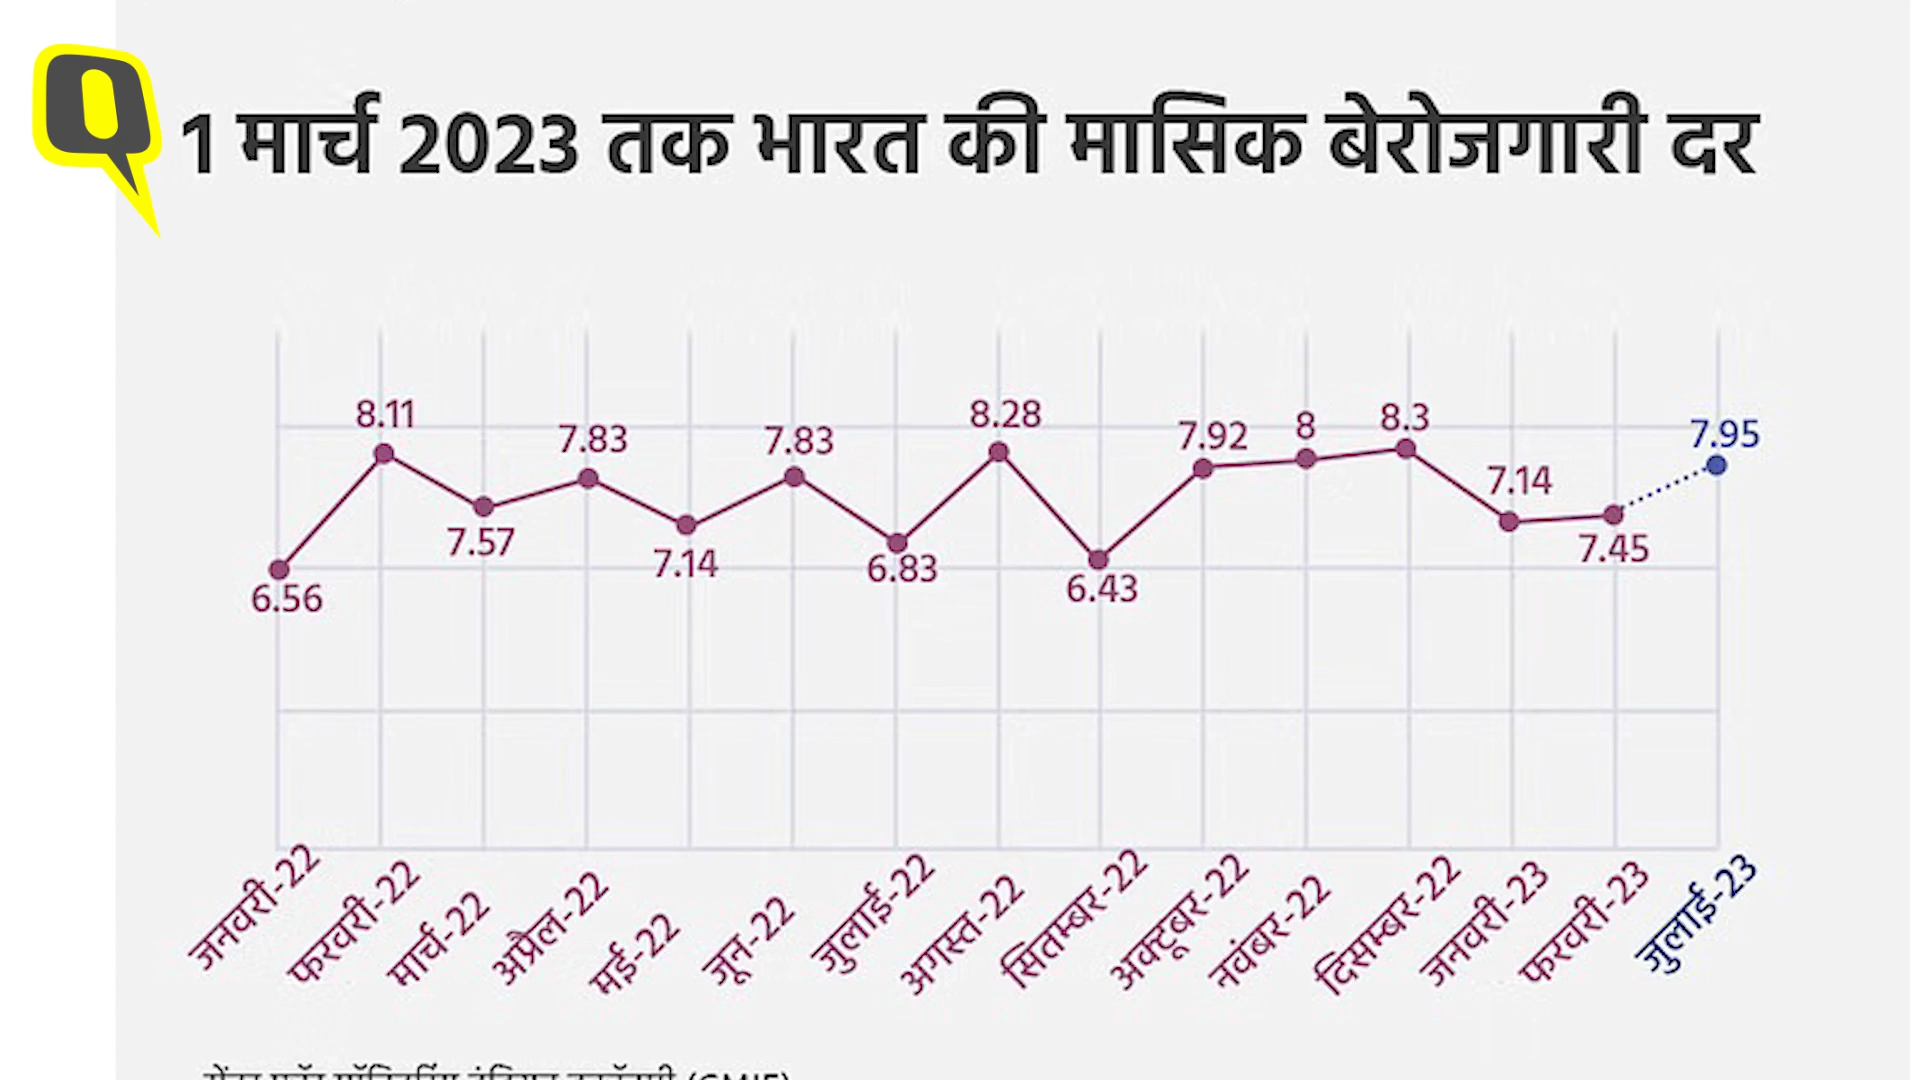 Q
1 मार्च 2023 तक भारत की मासिक बेरोजगारी दर
6.56
8.11
7.57
7.83
7.14
7.83
6.83
8.28
6.43
7.92
8
8.3
7.14
7.45
7.95
जनवरी-22
फरवरी-22
मार्च-22
अप्रैल-22
मई-22
जून-22
जुलाई-22
अगस्त-22
सितम्बर-22
अक्टूबर-22
नवंबर-22
दिसम्बर-22
जनवरी-23
फरवरी-23
जुलाई-23
(CMIE)